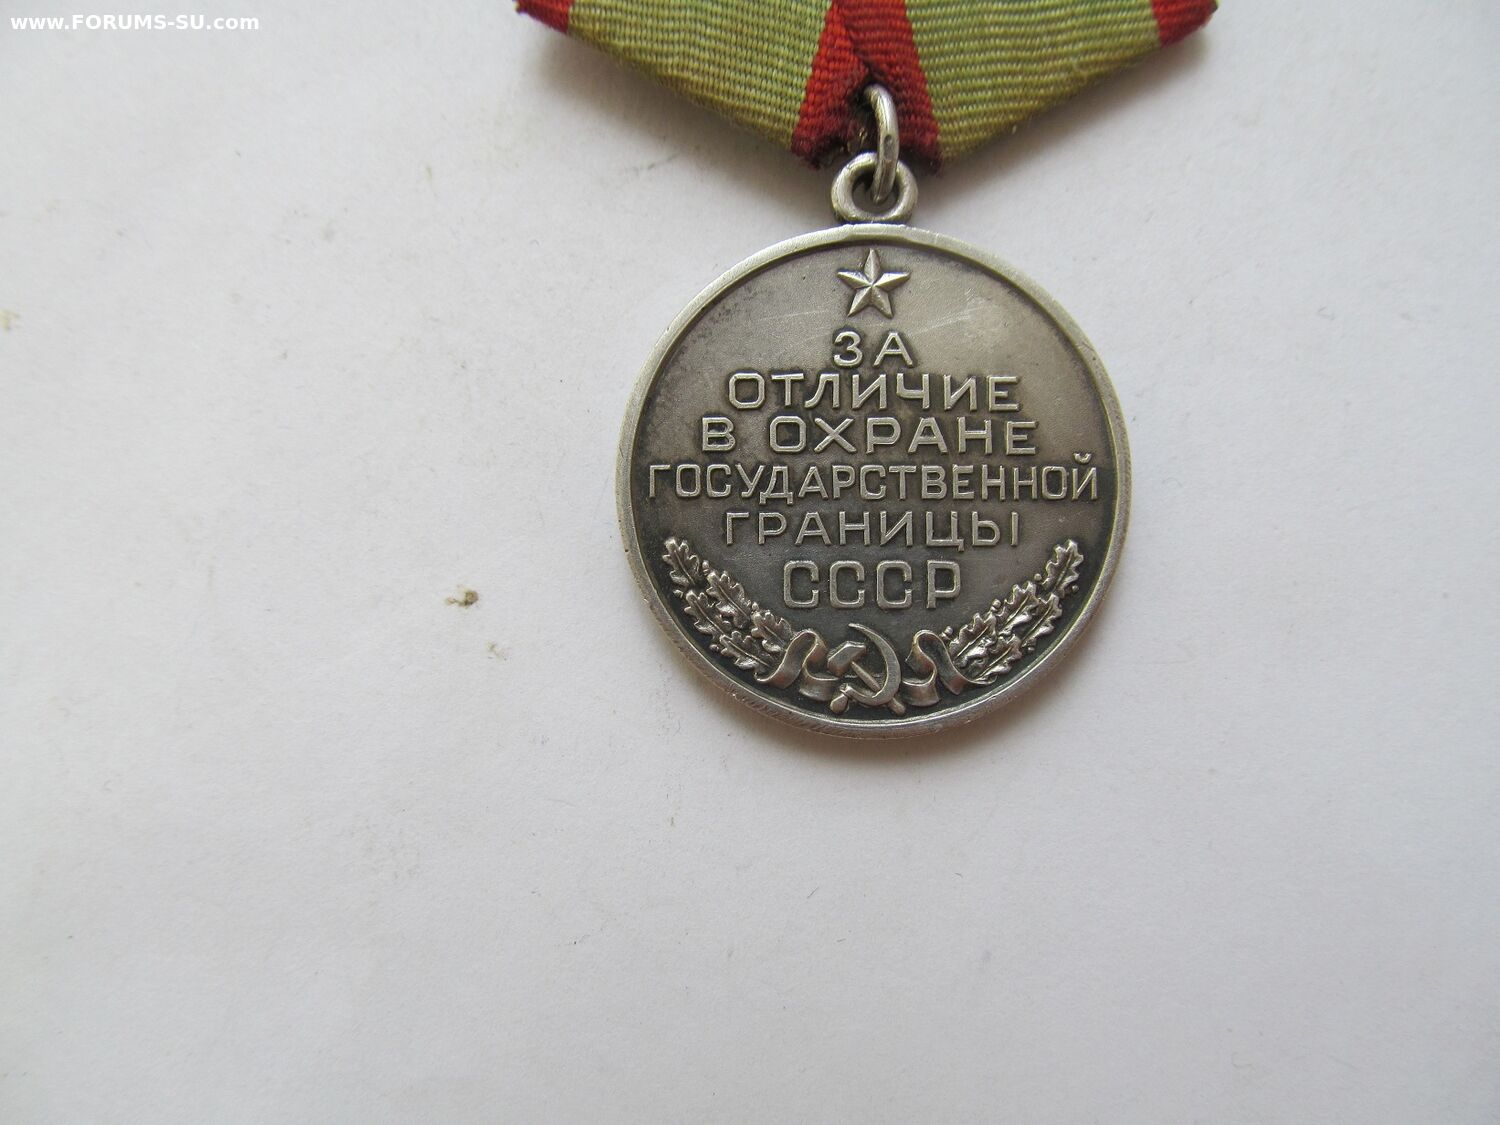 www.FORUMS-SU.com
ЗА
ОТЛИЧИЕ
В ОХРАНЕ
ГОСУДАРСТВЕННОЙ
ГРАНИЦЫ
СССР